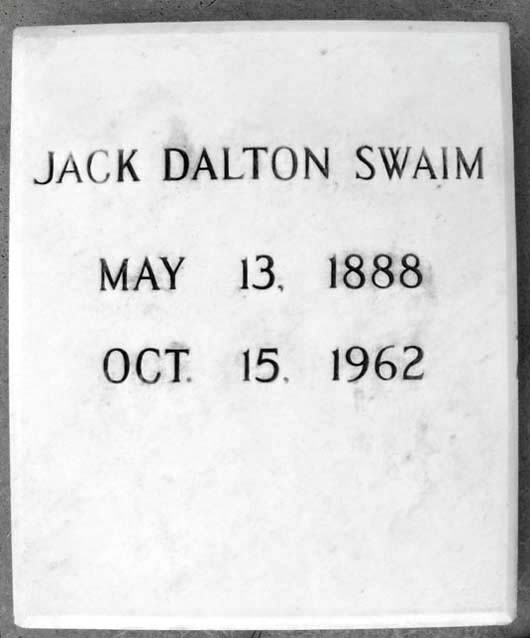 JACK DALTON SWAIM
MAY 13, 1888
OCT. 15, 1962